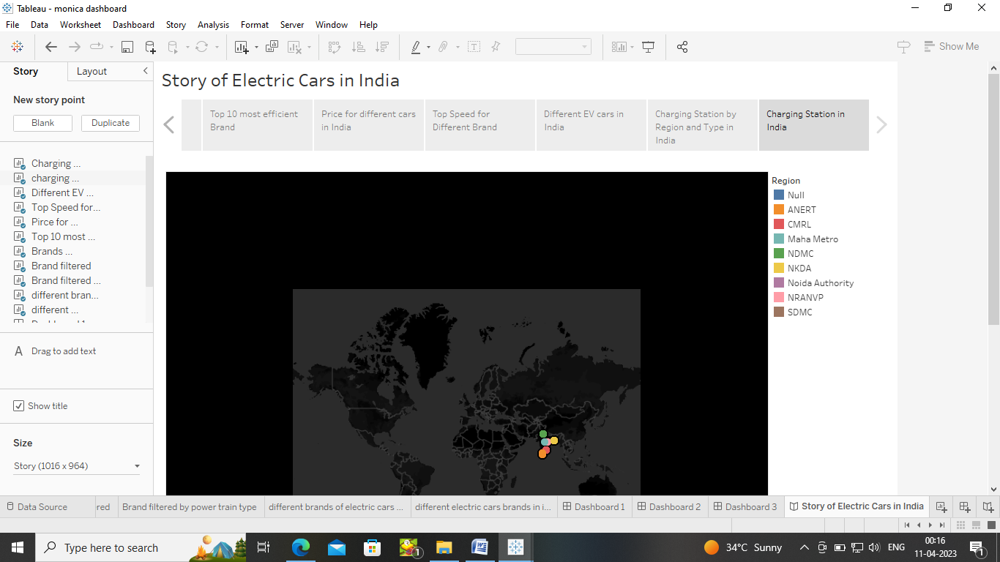 Tableau - monica dashboard
File Data Worksheet Dashboard Story Analysis Format Server Window Help
Show Me
Story Layout
New story point
Blank Duplicate
Charging ...
charging ...
Different EV ...
Top Speed for...
Pirce for ...
Top 10 most ...
Brands ...
Brand filtered
Brand filtered ...
different bran...
different ...
A Drag to add text
Show title
Size
Story (1016 x 964)
Story of Electric Cars in India
Top 10 most efficient
Brand
Price for different cars
in India
Top Speed for
Different Brand
Different EV cars in
India
Charging Station by
Region and Type in
India
Charging Station in
India
Region
Null
ANERT
CMRL
Maha Metro
NDMC
NKDA
Noida Authority
NRANVP
SDMC
Data Source
red
Brand filtered by power train type
different brands of electric cars ...
different electric cars brands in i...
Dashboard 1
Dashboard 2
Dashboard 3
Story of Electric Cars in India
Type here to search
1
34°C Sunny
ENG
00:16
11-04-2023
1